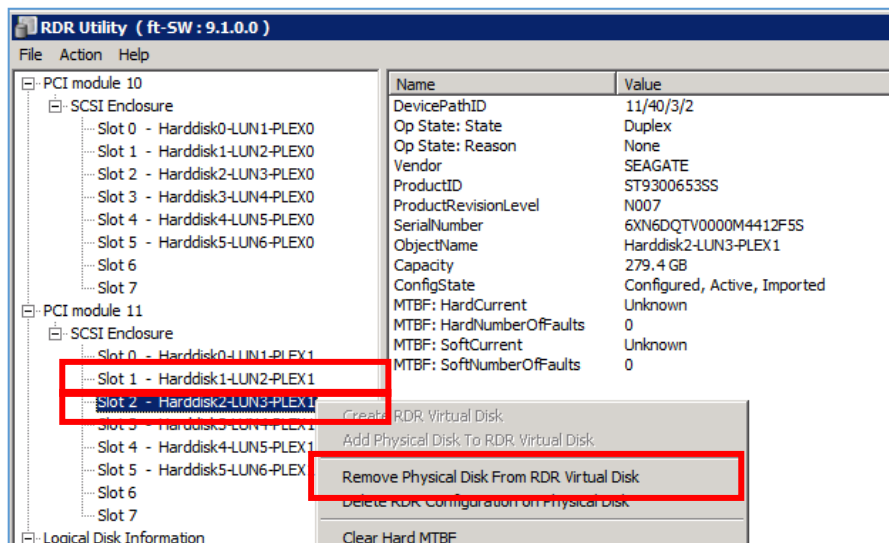 RDR Utility ( ft-SW : 9.1.0.0 )
File Action Help
PCI module 10
SCSI Enclosure
Slot 0 - Harddisk0-LUN1-PLEX0
Slot 1 - Harddisk1-LUN2-PLEX0
Slot 2 - Harddisk2-LUN3-PLEX0
Slot 3 - Harddisk3-LUN4-PLEX0
Slot 4 - Harddisk4-LUN5-PLEX0
Slot 5 - Harddisk5-LUN6-PLEX0
Slot 6
Slot 7
PCI module 11
SCSI Enclosure
Slot 0 - Harddisk0-LUN1-PLEX1
Slot 1 - Harddisk1-LUN2-PLEX1
Slot 2 - Harddisk2-LUN3-PLEX1
Slot 3 - Harddisk3-LUN4-PLEX1
Slot 4 - Harddisk4-LUN5-PLEX1
Slot 5 - Harddisk5-LUN6-PLEX
Slot 6
Slot 7
Logical Disk Information
Name Value
DevicePathID 11/40/3/2
Op State: State Duplex
Op State: Reason None
Vendor SEAGATE
ProductID ST9300653SS
ProductRevisionLevel N007
SerialNumber 6XN6DQTV0000M4412F5S
ObjectName Harddisk2-LUN3-PLEX1
Capacity 279.4 GB
ConfigState Configured, Active, Imported
MTBF: HardCurrent Unknown
MTBF: HardNumberOfFaults 0
MTBF: SoftCurrent Unknown
MTBF: SoftNumberOfFaults 0
Create RDR Virtual Disk
Add Physical Disk To RDR Virtual Disk
Remove Physical Disk From RDR Virtual Disk
Delete RDR Configuration on Physical Disk
Clear Hard MTBF